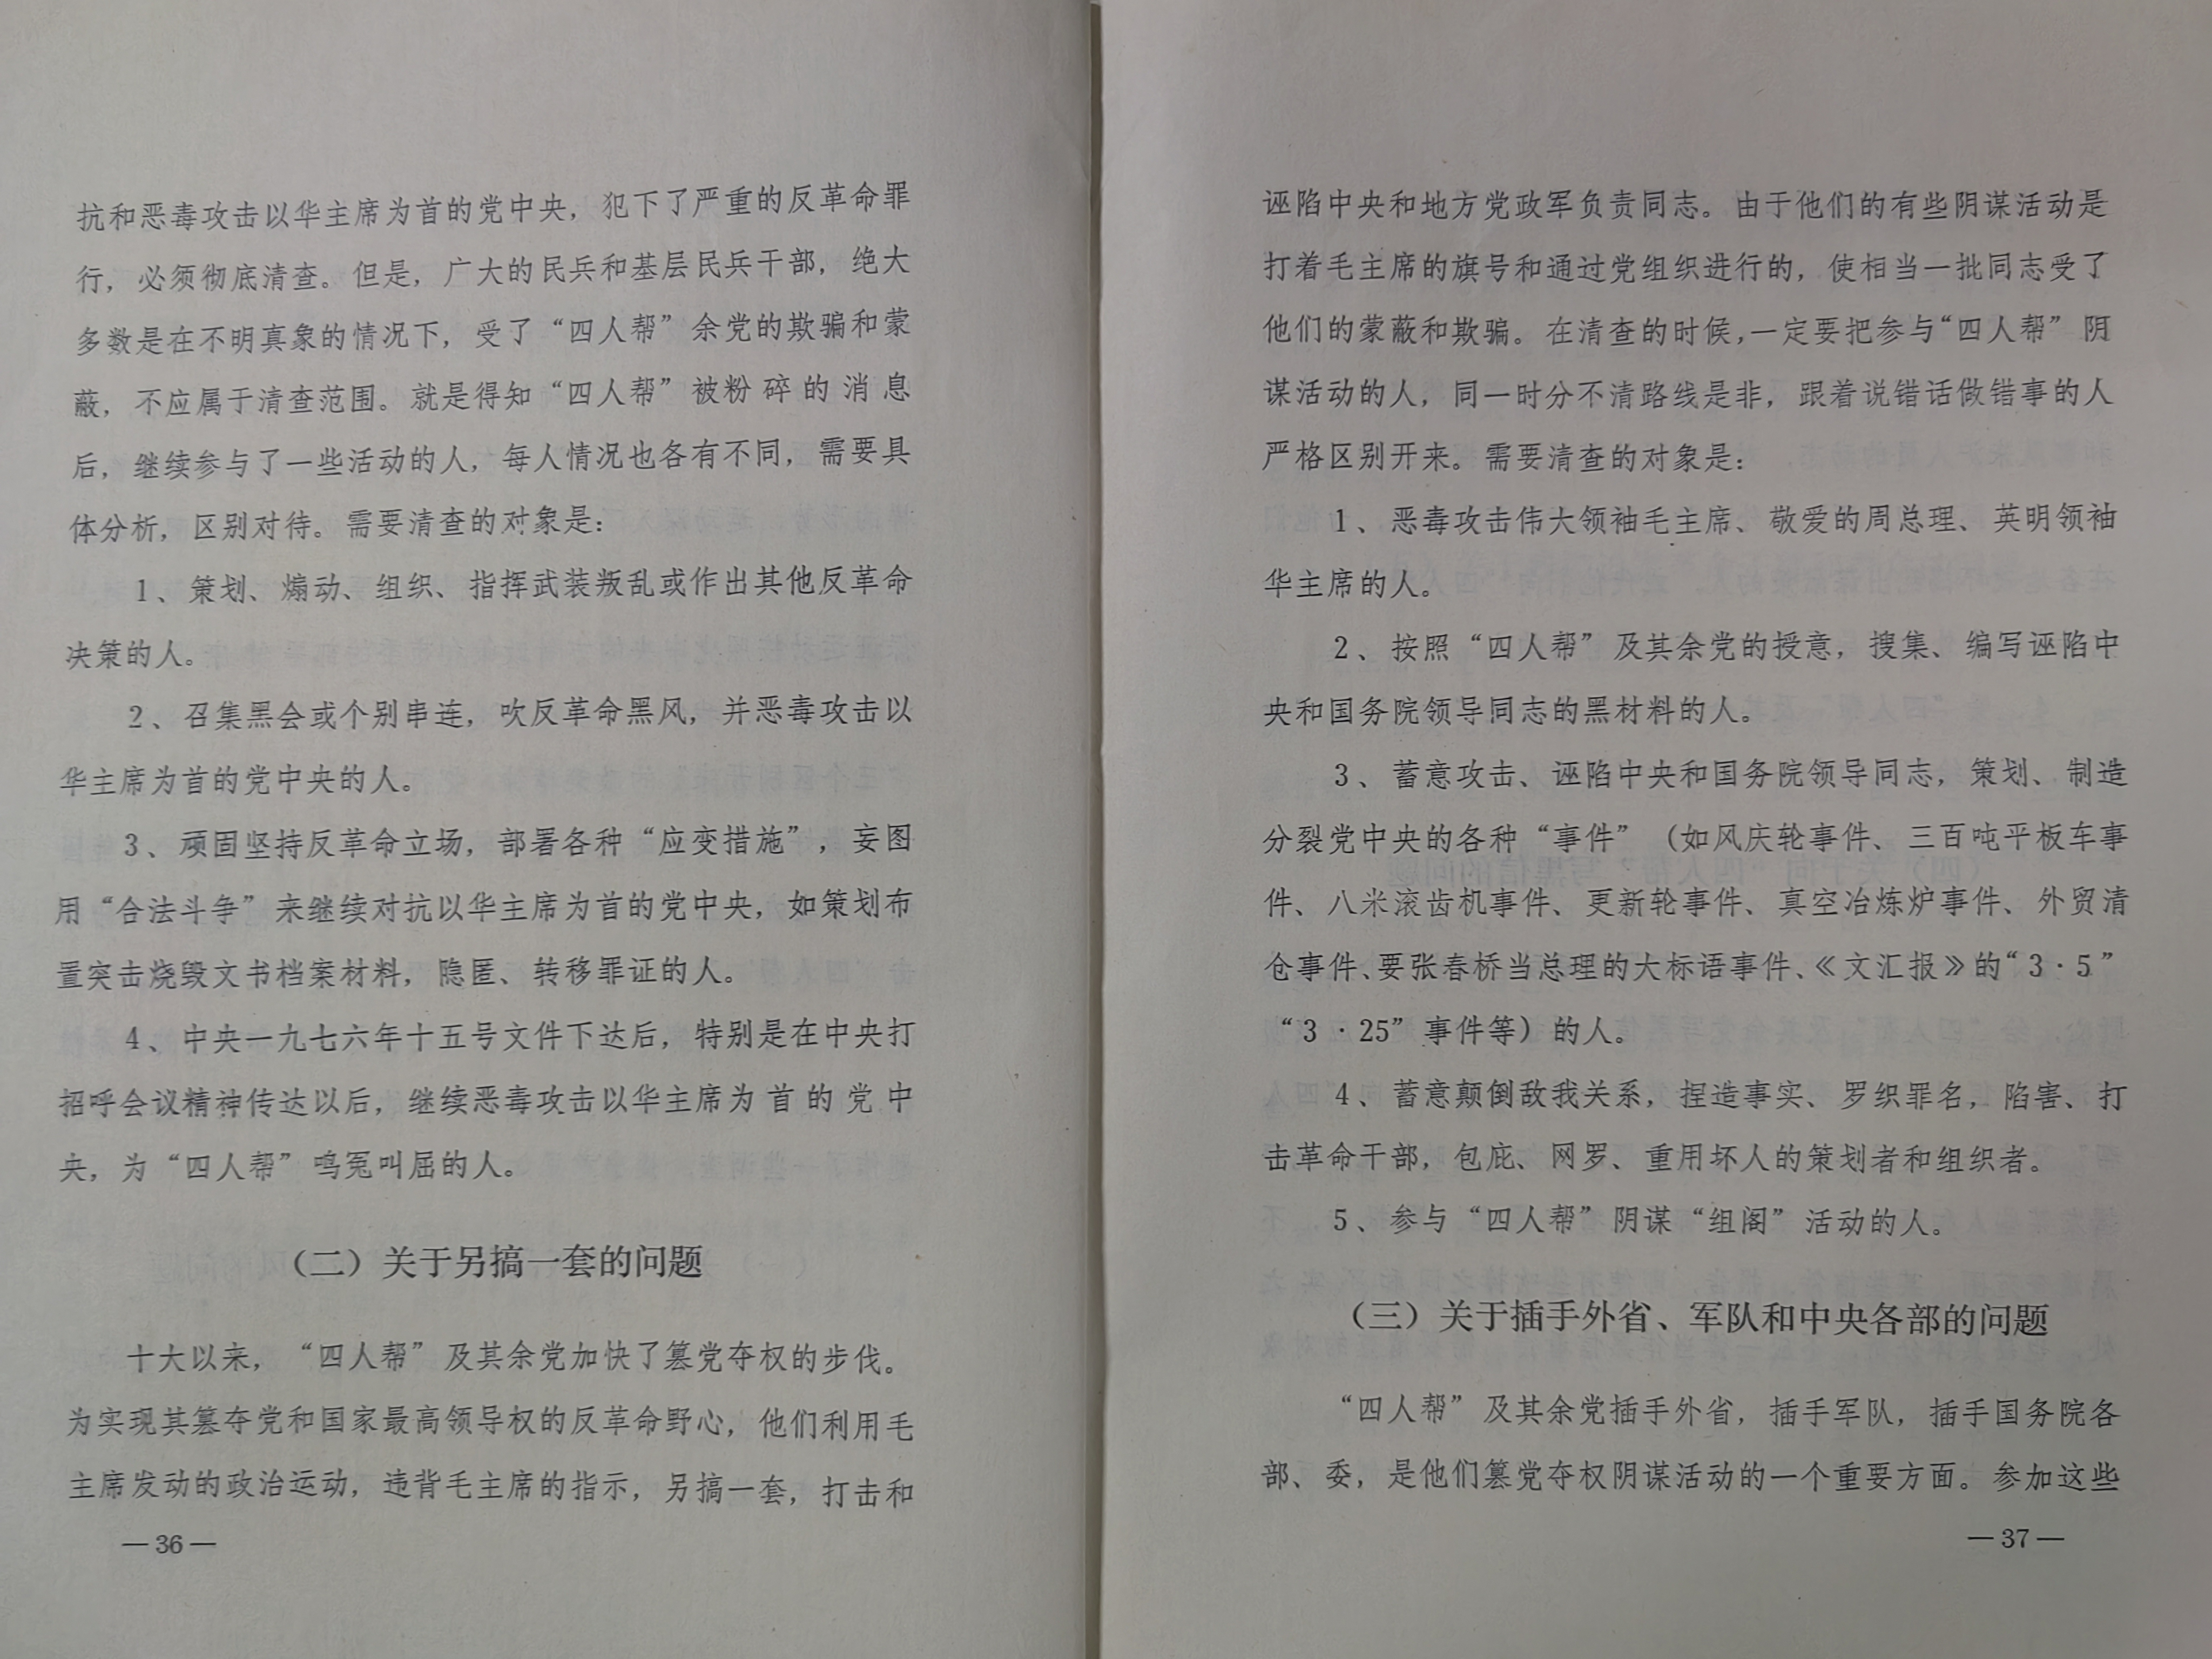 抗和恶毒攻击以华主席为首的党中央，犯下了严重的反革命罪
行，必须彻底清查。但是，广大的民兵和基层民兵干部，绝大
多数是在不明真象的情况下，受了“四人帮”余党的欺骗和蒙
蔽，不应属于清查范围。就是得知“四人帮”被粉碎的消息
后，继续参与了一些活动的人，每人情况也各有不同，需要具
体分析，区别对待。需要清查的对象是：
1、策划、煽动、组织、指挥武装叛乱或作出其他反革命
决策的人。
2、召集黑会或个别串连，吹反革命黑风，并恶毒攻击以
华主席为首的党中央的人。
3、顽固坚持反革命立场，部署各种“应变措施”，妄图
用“合法斗争”来继续对抗以华主席为首的党中央，如策划布
置突击烧毁文书档案材料，隐匿、转移罪证的人。
4、中央一九七六年十五号文件下达后，特别是在中央打
招呼会议精神传达以后，继续恶毒攻击以华主席为首的党中
央，为“四人帮”鸣冤叫屈的人。
（二）关于另搞一套的问题
十大以来，“四人帮”及其余党加快了篡党夺权的步伐。
为实现其篡夺党和国家最高领导权的反革命野心，他们利用毛
主席发动的政治运动，违背毛主席的指示，另搞一套，打击和
—36—
诬陷中央和地方党政军负责同志。由于他们的有些阴谋活动是
打着毛主席的旗号和通过党组织进行的，使相当一批同志受了
他们的蒙蔽和欺骗。在清查的时候，一定要把参与“四人帮”阴
谋活动的人，同一时分不清路线是非，跟着说错话做错事的人
严格区别开来。需要清查的对象是：
1、恶毒攻击伟大领袖毛主席、敬爱的周总理、英明领袖
华主席的人。
2、按照“四人帮”及其余党的授意，搜集、编写诬陷中
央和国务院领导同志的黑材料的人。
3、蓄意攻击、诬陷中央和国务院领导同志，策划、制造
分裂党中央的各种“事件”（如风庆轮事件、三百吨平板车事
件、八米滚齿机事件、更新轮事件、真空冶炼炉事件、外贸清
仓事件、要张春桥当总理的大标语事件、《文汇报》的“3·5”
“3·25”事件等）的人。
4、蓄意颠倒敌我关系，捏造事实、罗织罪名，陷害、打
击革命干部，包庇、网罗、重用坏人的策划者和组织者。
5、参与“四人帮”阴谋“组阁”活动的人。
（三）关于插手外省、军队和中央各部的问题
“四人帮”及其余党插手外省，插手军队，插手国务院各
部、委，是他们篡党夺权阴谋活动的一个重要方面。参加这些
—37—